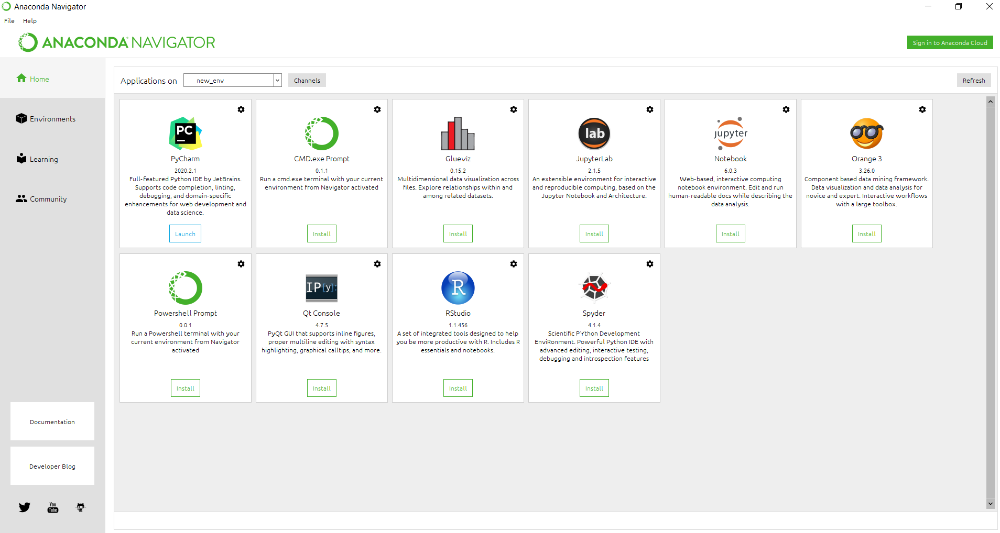 Anaconda Navigator
File Help
ANACONDA NAVIGATOR
Sign in to Anaconda Cloud
Home
Environments
Learning
Community
Documentation
Developer Blog
You
Tube
Applications on new_env Channels Refresh
PC
PyCharm
2020.2.1
Full-featured Python IDE by JetBrains.
Supports code completion, linting,
debugging, and domain-specific
enhancements for web development and
data science.
Launch
CMD.exe Prompt
0.1.1
Run a cmd.exe terminal with your current
environment from Navigator activated
Install
Glueviz
0.15.2
Multidimensional data visualization across
files. Explore relationships within and
among related datasets.
Install
lab
JupyterLab
2.1.5
An extensible environment for interactive
and reproducible computing, based on the
Jupyter Notebook and Architecture.
Install
jupyter
Notebook
6.0.3
Web-based, interactive computing
notebook environment. Edit and run
human-readable docs while describing the
data analysis.
Install
Orange 3
3.26.0
Component based data mining framework.
Data visualization and data analysis for
novice and expert. Interactive workflows
with a large toolbox.
Install
Powershell Prompt
0.0.1
Run a Powershell terminal with your
current environment from Navigator
activated
Install
IP[y]:
Qt Console
4.7.5
PyQt GUI that supports inline figures,
proper multiline editing with syntax
highlighting, graphical calltips, and more.
Install
R
RStudio
1.1.456
A set of integrated tools designed to help
you be more productive with R. Includes R
essentials and notebooks.
Install
Spyder
4.1.4
Scientific PYthon Development
EnviRonment. Powerful Python IDE with
advanced editing, interactive testing,
debugging and introspection features
Install